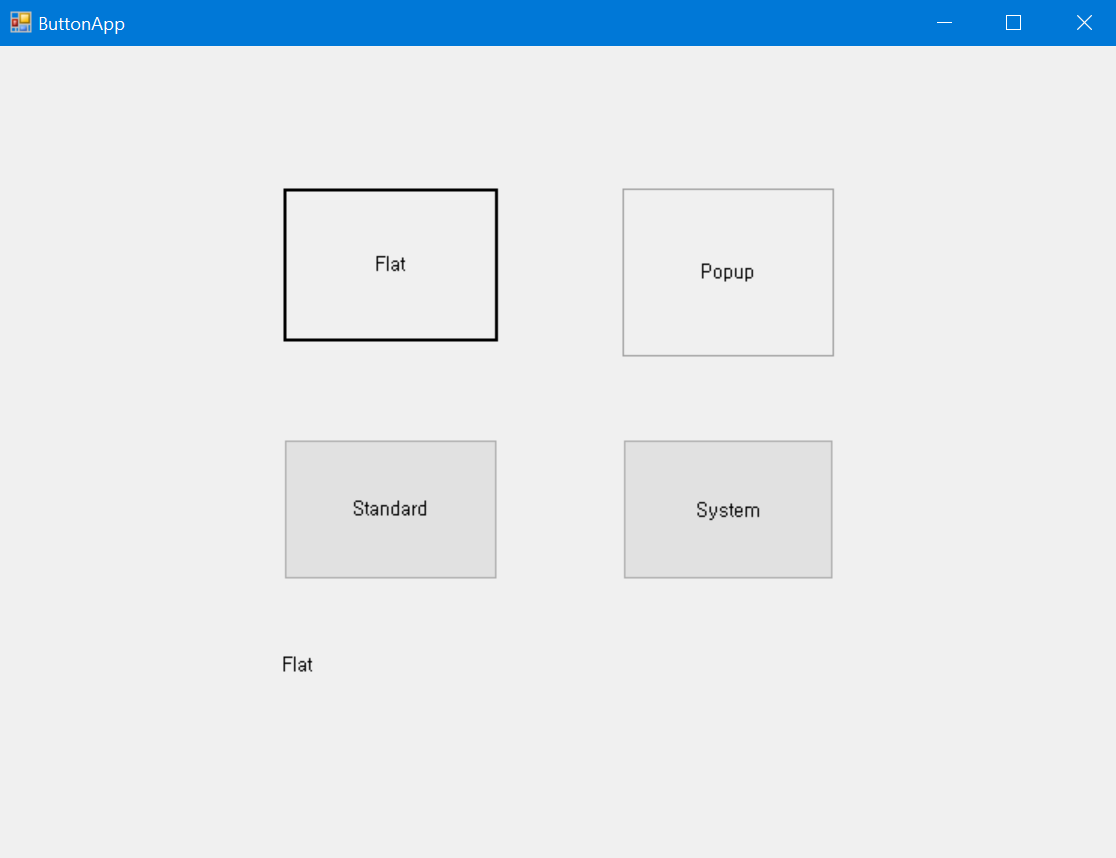 ButtonApp
Flat
Popup
Standard
System
Flat